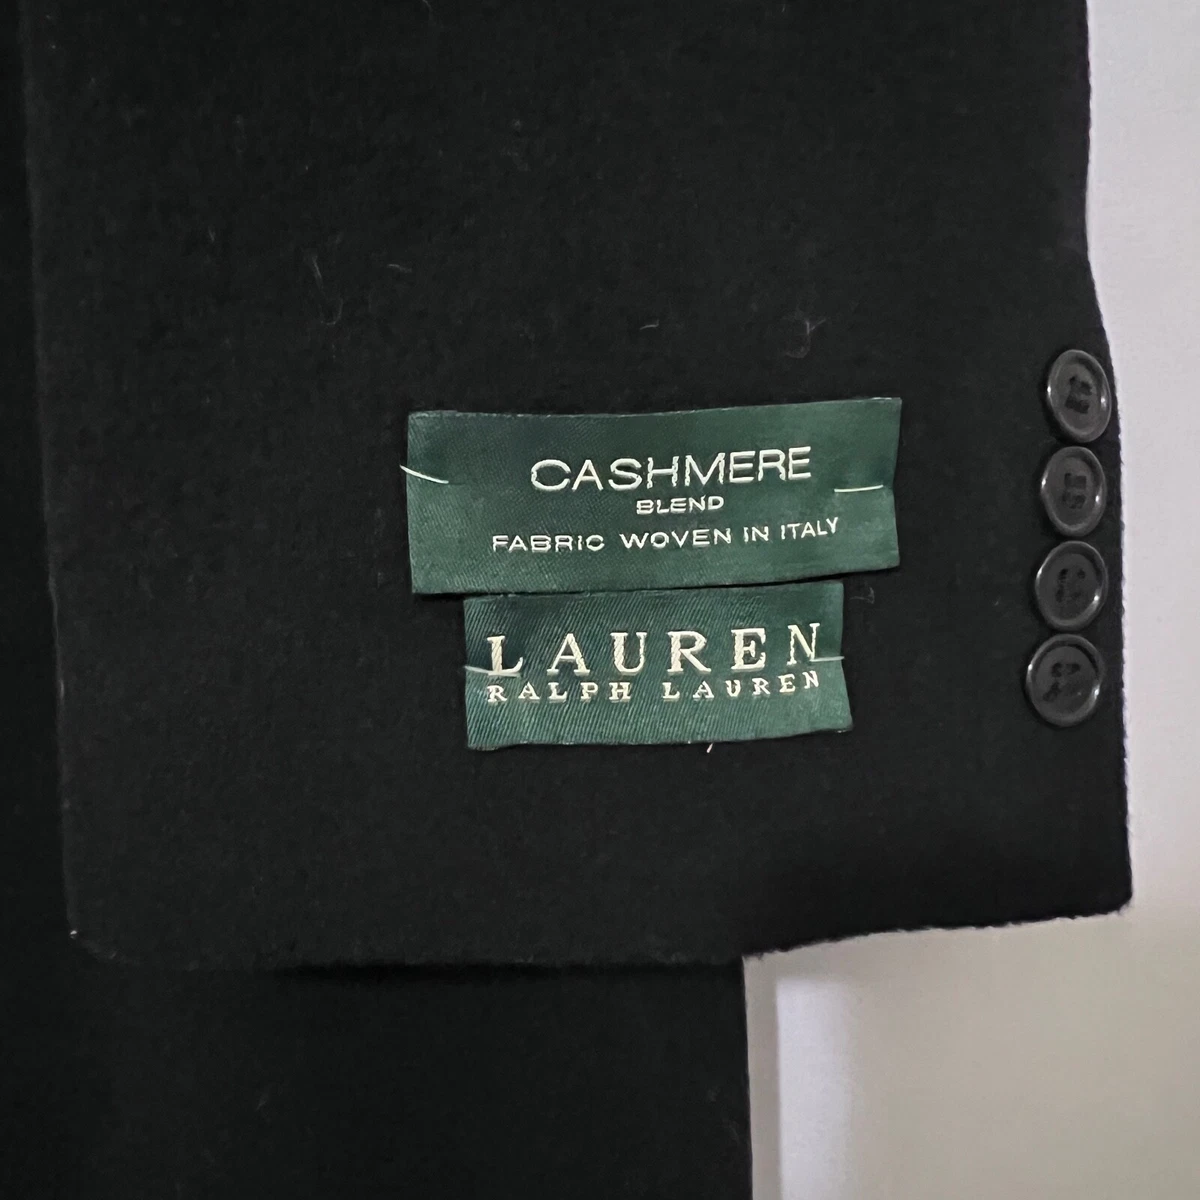 CASHMERE
BLEND
FABRIC WOVEN IN ITALY
LAUREN
RALPH LAUREN